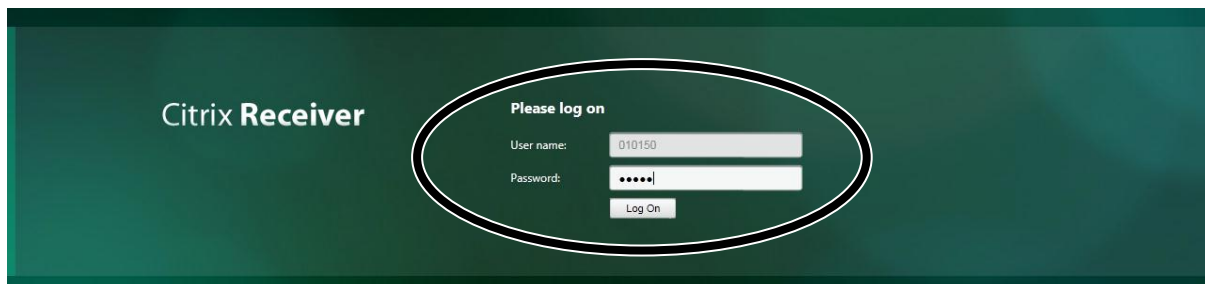 Citrix Receiver
Please log on
User name: 010150
Password: •••••
Log On